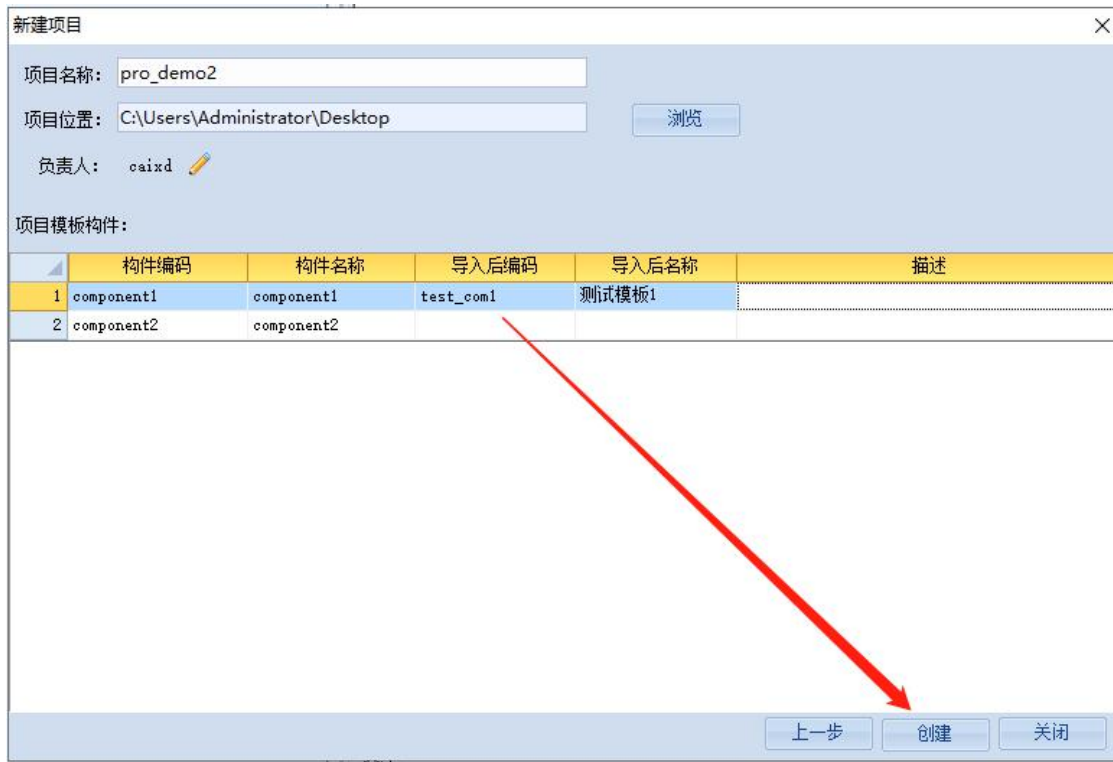 新建项目
项目名称： pro_demo2
项目位置： C:\Users\Administrator\Desktop 浏览
负责人： caixd
项目模板构件：
构件编码 构件名称 导入后编码 导入后名称 描述
1 component1 component1 test_com1 测试模板1
2 component2 component2
上一步 创建 关闭